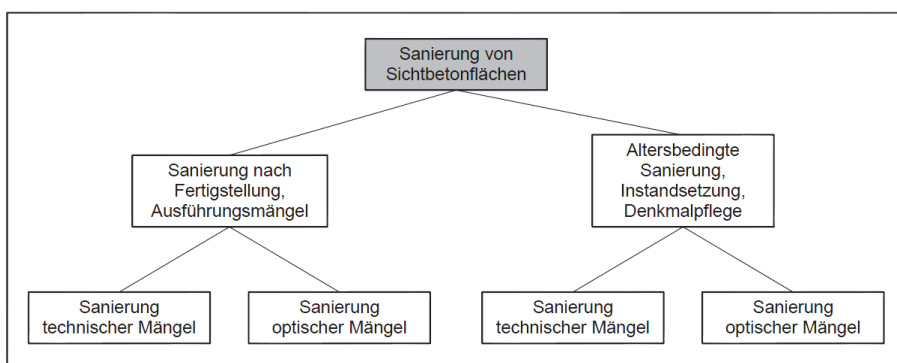 Sanierung von
Sichtbetonflächen
Sanierung nach
Fertigstellung,
Ausführungsmängel
Altersbedingte
Sanierung,
Instandsetzung,
Denkmalpflege
Sanierung
technischer Mängel
Sanierung
optischer Mängel
Sanierung
technischer Mängel
Sanierung
optischer Mängel